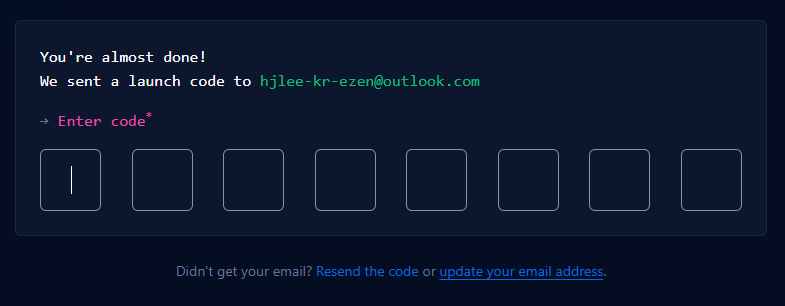 You're almost done!
We sent a launch code to hjlee-kr-ezen@outlook.com
→ Enter code*
Didn't get your email? Resend the code or update your email address.